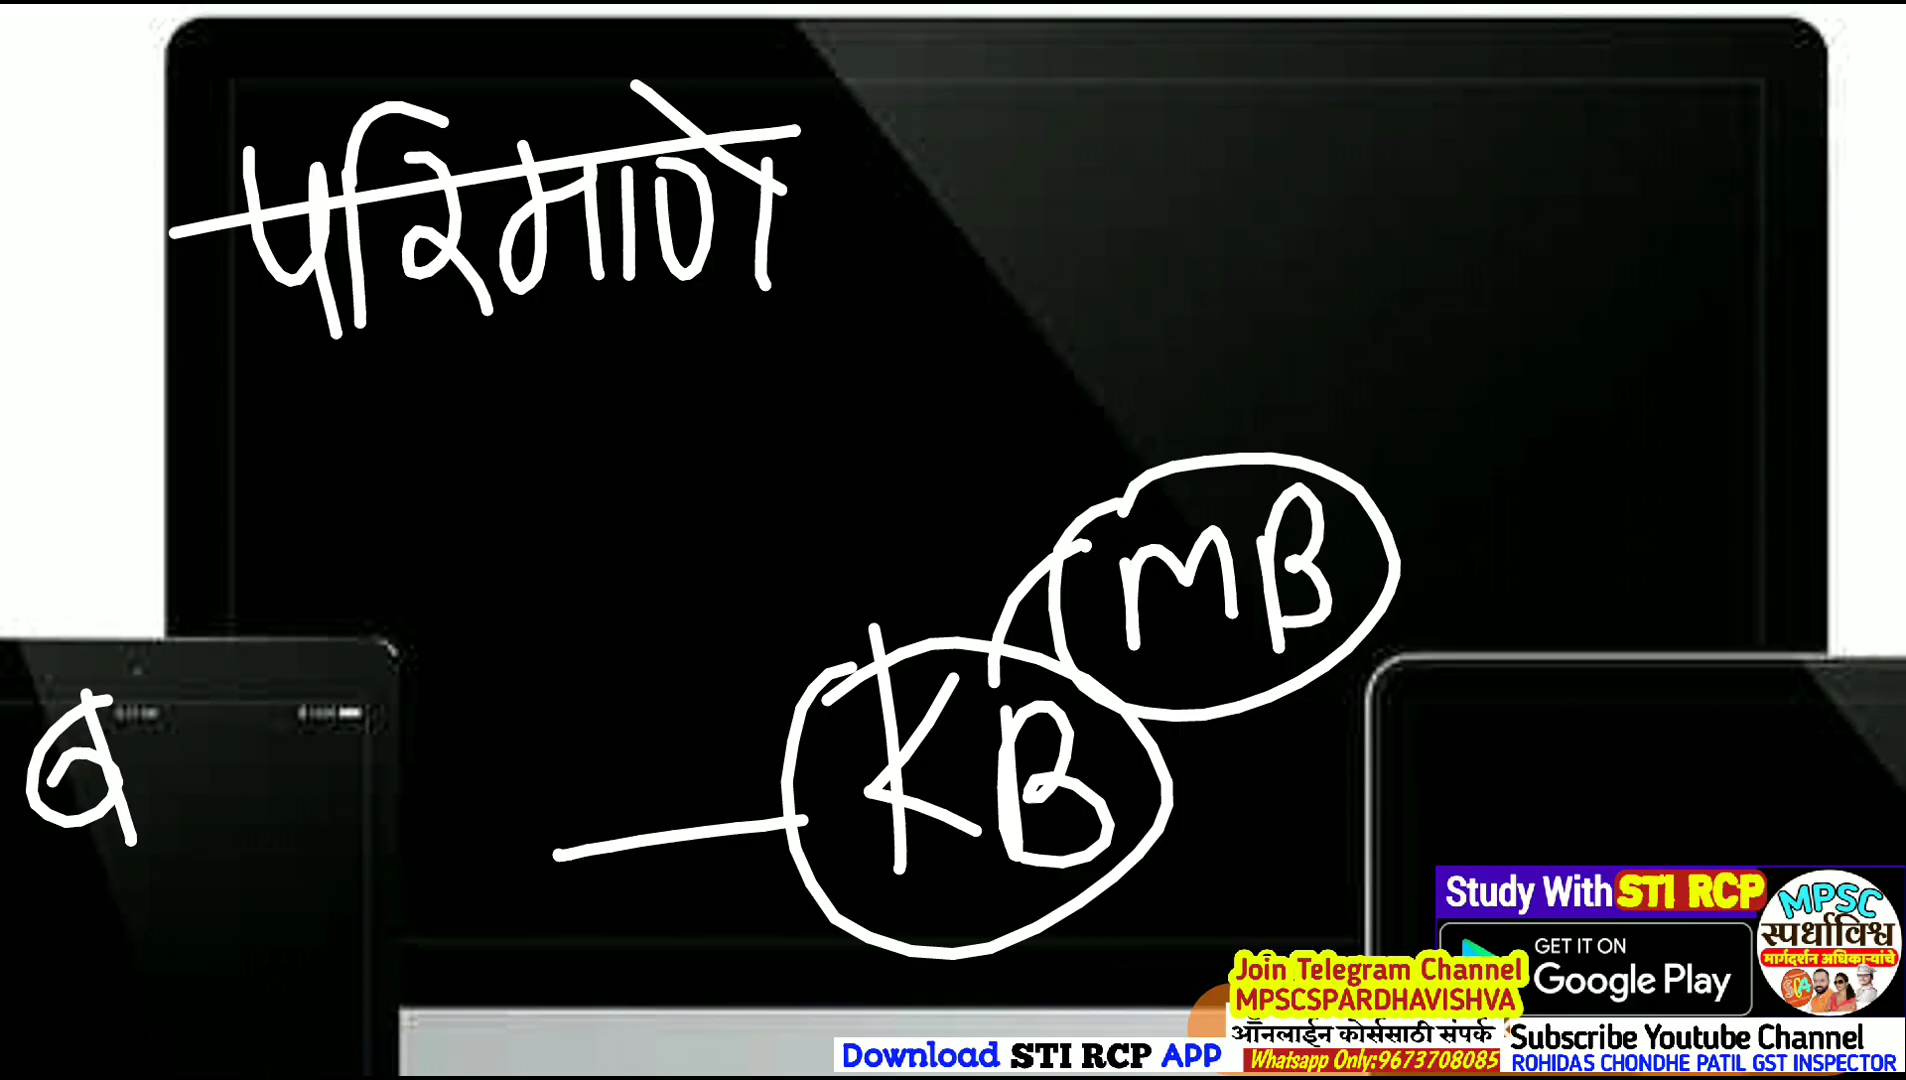 परिमाणे
MB
KB
Study With STI RCP
GET IT ON
Google Play
MPSC
स्पर्धाविश्व
मार्गदर्शन अधिकाऱ्यांचे
Join Telegram Channel
MPSCSPARDHAVISHVA
ऑनलाईन कोर्ससाठी संपर्क
Whatsapp Only:9673708085
Download STI RCP APP
Subscribe Youtube Channel
ROHIDAS CHONDHE PATIL GST INSPECTOR